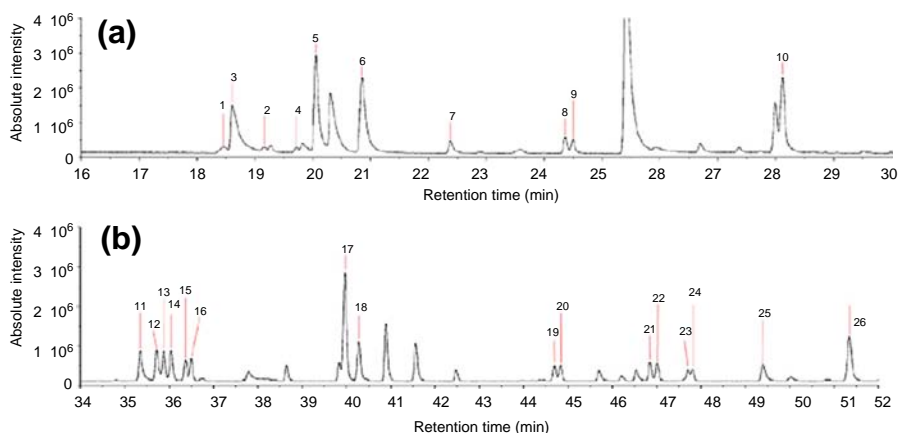 (a)
Absolute intensity
4 10⁶
3 10⁶
2 10⁶
1 10⁶
0
1 3 2 4 5 6 7 8 9 10
16 17 18 19 20 21 22 23 24 25 25 27 28 29 30
Retention time (min)
(b)
Absolute intensity
4 10⁶
3 10⁶
2 10⁶
1 10⁶
0
11 12 13 14 15 16 17 18 19 20 21 22 23 24 25 26
34 35 36 37 38 39 40 41 42 43 44 45 46 47 48 49 50 51 52
Retention time (min)